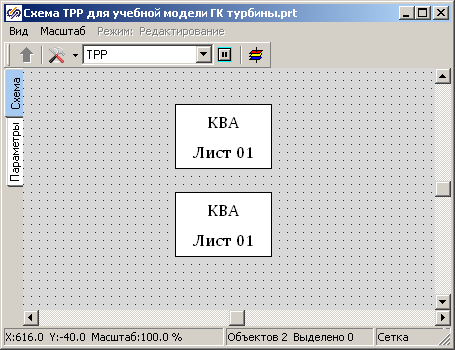 Схема ТРР для учебной модели ГК турбины.prt
Вид Масштаб Режим: Редактирование
ТРР
Схема
Параметры
КВА
Лист 01
КВА
Лист 01
X:616.0 Y:-40.0 Масштаб:100.0 % Объектов 2 Выделено 0 Сетка